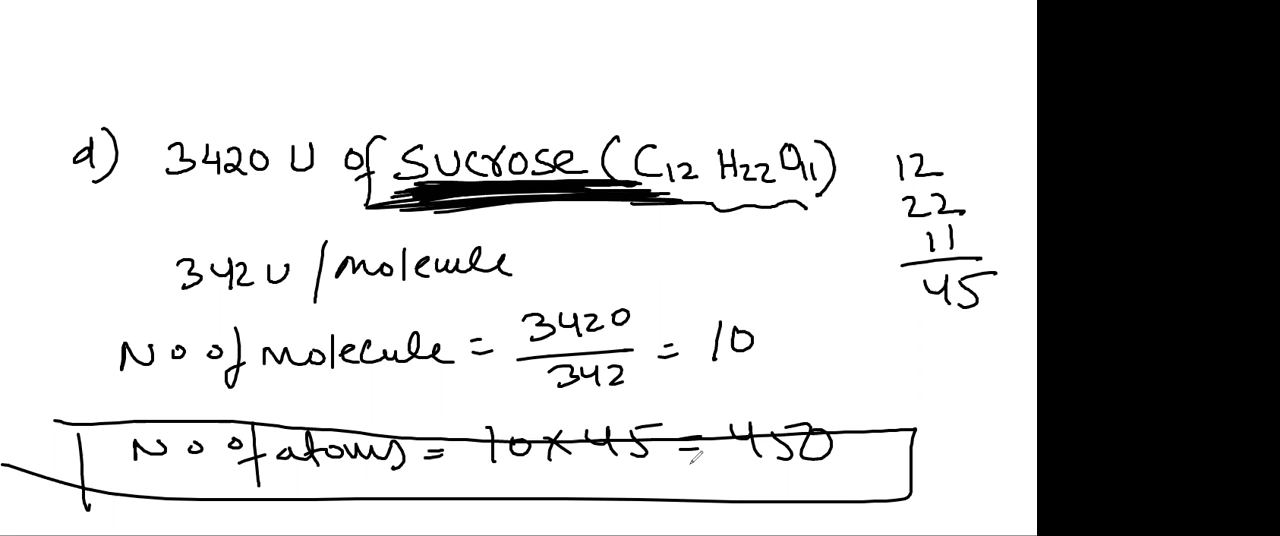 d) 3420 U of Sucrose (C12 H22 O11)
12
22
11
45
342 U / molecule
No of molecule = 3420/342 = 10
No of atoms = 10 x 45 = 450